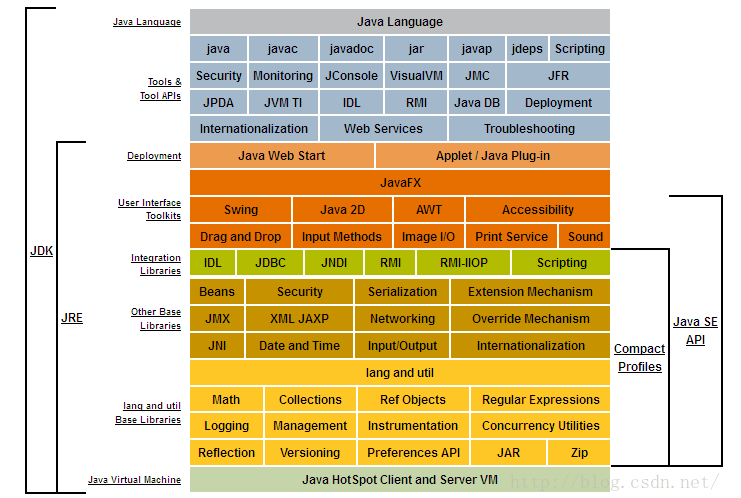 Java Language Java Language
java javac javadoc jar javap jdeps Scripting
Tools &
Tool APIs
Security Monitoring JConsole VisualVM JMC JFR
JPDA JVM TI IDL RMI Java DB Deployment
Internationalization Web Services Troubleshooting
Deployment Java Web Start Applet / Java Plug-in
JavaFX
User Interface
Toolkits
Swing Java 2D AWT Accessibility
Drag and Drop Input Methods Image I/O Print Service Sound
Integration
Libraries
IDL JDBC JNDI RMI RMI-IIOP Scripting
JDK
JRE
Other Base
Libraries
Beans Security Serialization Extension Mechanism
JMX XML JAXP Networking Override Mechanism
JNI Date and Time Input/Output Internationalization
Java SE
API
Compact
Profiles
lang and util
lang and util
Base Libraries
Math Collections Ref Objects Regular Expressions
Logging Management Instrumentation Concurrency Utilities
Reflection Versioning Preferences API JAR Zip
Java Virtual Machine Java HotSpot Client and Server VM
http://blog.csdn.net/